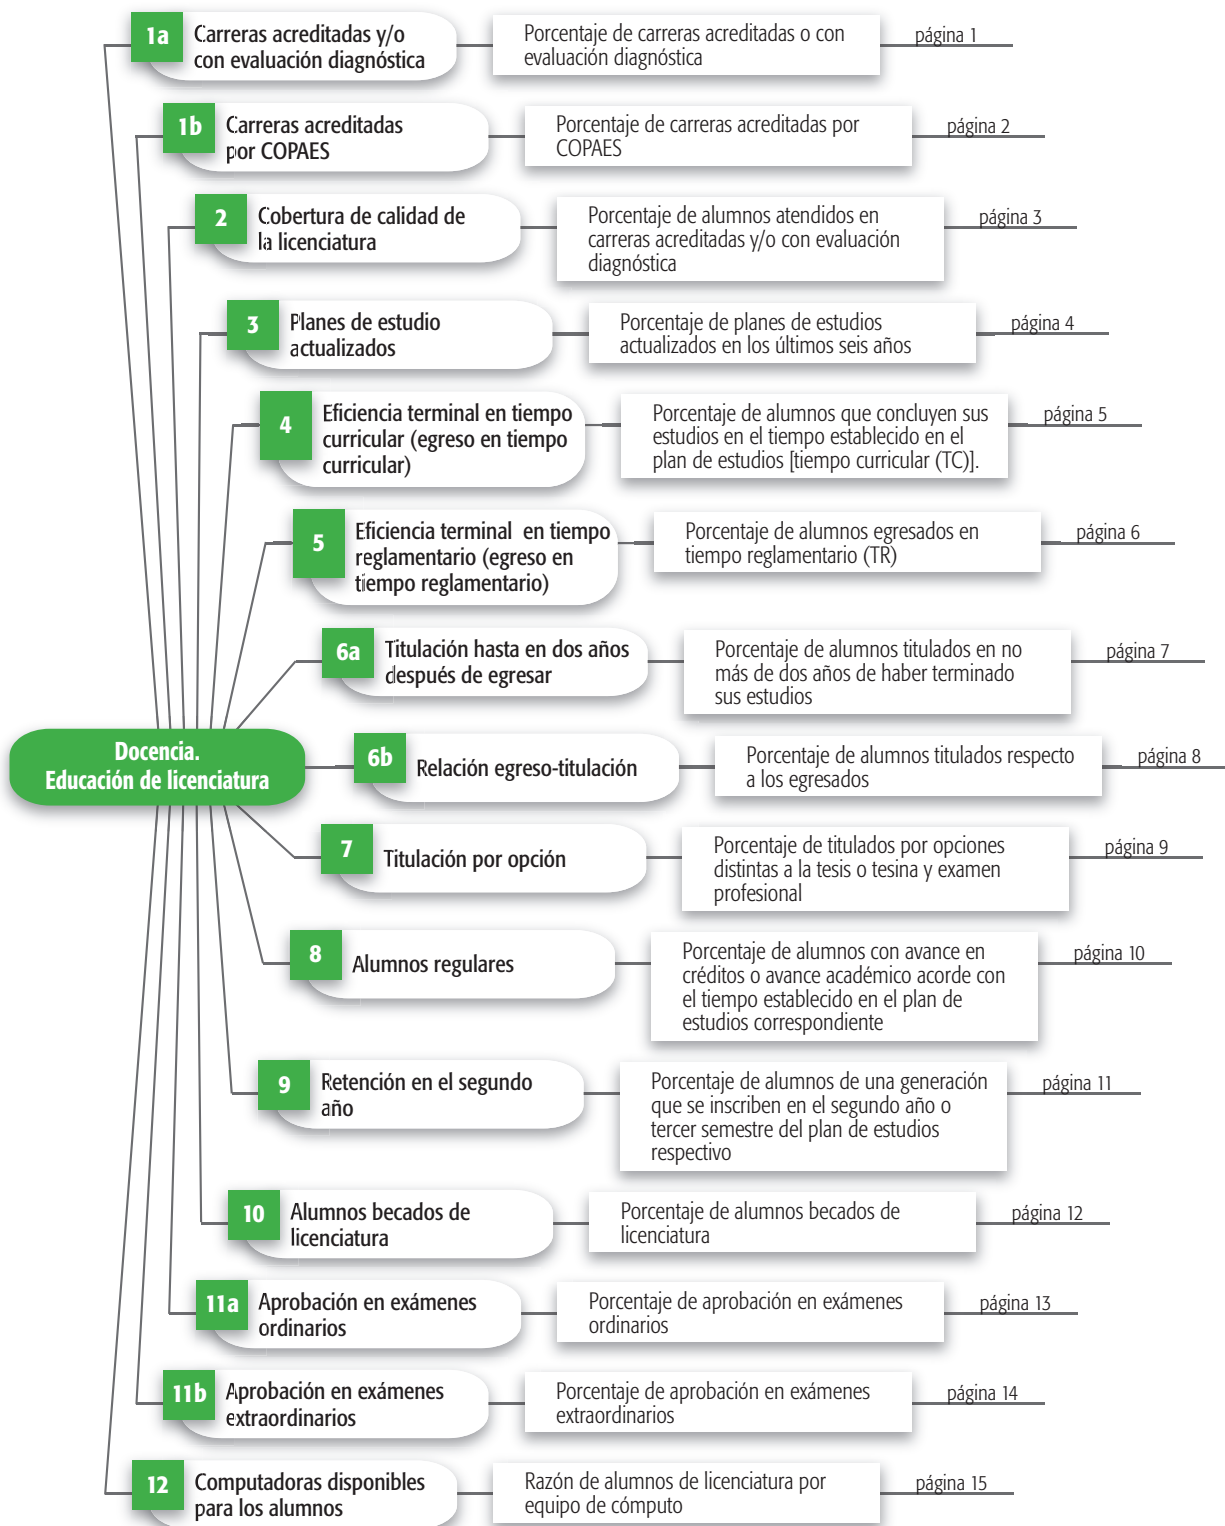 1a
Carreras acreditadas y/o
con evaluación diagnóstica
Porcentaje de carreras acreditadas o con
evaluación diagnóstica
página 1
1b
Carreras acreditadas
por COPAES
Porcentaje de carreras acreditadas por
COPAES
página 2
2
Cobertura de calidad de
la licenciatura
Porcentaje de alumnos atendidos en
carreras acreditadas y/o con evaluación
diagnóstica
página 3
3
Planes de estudio
actualizados
Porcentaje de planes de estudios
actualizados en los últimos seis años
página 4
4
Eficiencia terminal en tiempo
curricular (egreso en tiempo
curricular)
Porcentaje de alumnos que concluyen sus
estudios en el tiempo establecido en el
plan de estudios [tiempo curricular (TC)].
página 5
5
Eficiencia terminal en tiempo
reglamentario (egreso en
tiempo reglamentario)
Porcentaje de alumnos egresados en
tiempo reglamentario (TR)
página 6
6a
Titulación hasta en dos años
después de egresar
Porcentaje de alumnos titulados en no
más de dos años de haber terminado
sus estudios
página 7
Docencia.
Educación de licenciatura
6b
Relación egreso-titulación
Porcentaje de alumnos titulados respecto
a los egresados
página 8
7
Titulación por opción
Porcentaje de titulados por opciones
distintas a la tesis o tesina y examen
profesional
página 9
8
Alumnos regulares
Porcentaje de alumnos con avance en
créditos o avance académico acorde con
el tiempo establecido en el plan de
estudios correspondiente
página 10
9
Retención en el segundo
año
Porcentaje de alumnos de una generación
que se inscriben en el segundo año o
tercer semestre del plan de estudios
respectivo
página 11
10
Alumnos becados de
licenciatura
Porcentaje de alumnos becados de
licenciatura
página 12
11a
Aprobación en exámenes
ordinarios
Porcentaje de aprobación en exámenes
ordinarios
página 13
11b
Aprobación en exámenes
extraordinarios
Porcentaje de aprobación en exámenes
extraordinarios
página 14
12
Computadoras disponibles
para los alumnos
Razón de alumnos de licenciatura por
equipo de cómputo
página 15